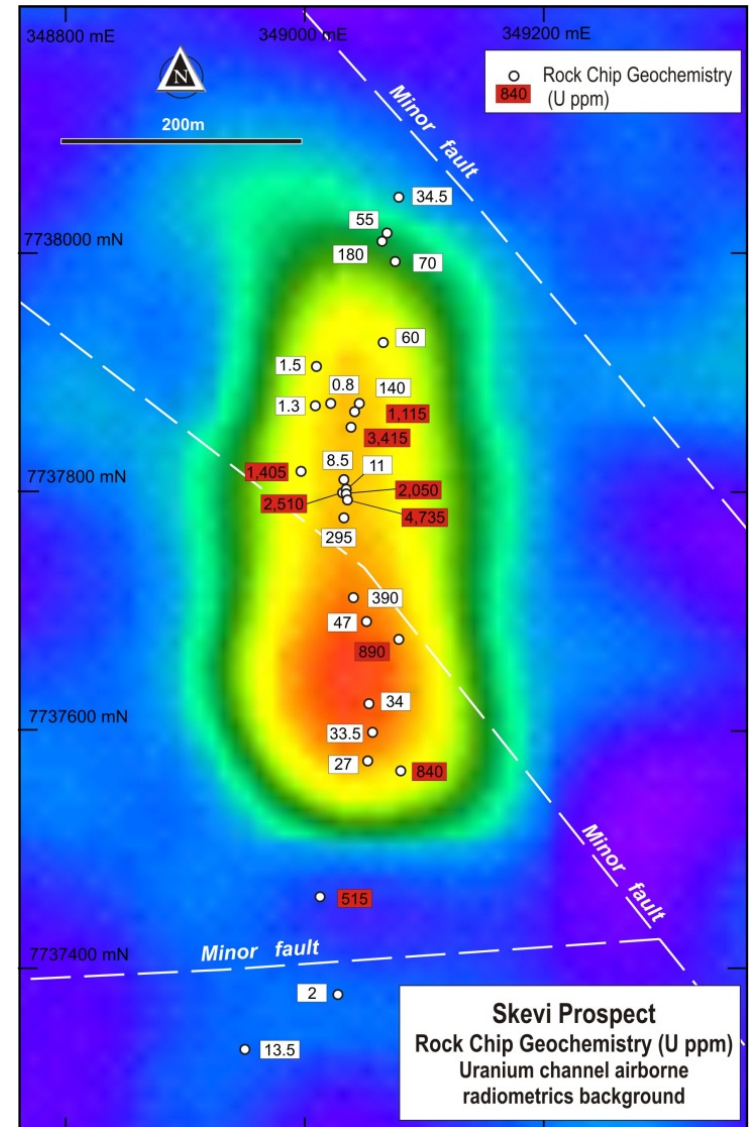 348800 mE
349000 mE
349200 mE
N
200m
Rock Chip Geochemistry
840
(U ppm)
Minor fault
34.5
55
7738000 mN
180
70
60
1.5
0.8
140
1.3
1,115
3,415
8.5
11
1,405
7737800 mN
2,510
2,050
4,735
295
390
47
890
34
7737600 mN
33.5
27
840
Minor fault
515
Minor fault
7737400 mN
2
13.5
Skevi Prospect
Rock Chip Geochemistry (U ppm)
Uranium channel airborne
radiometrics background